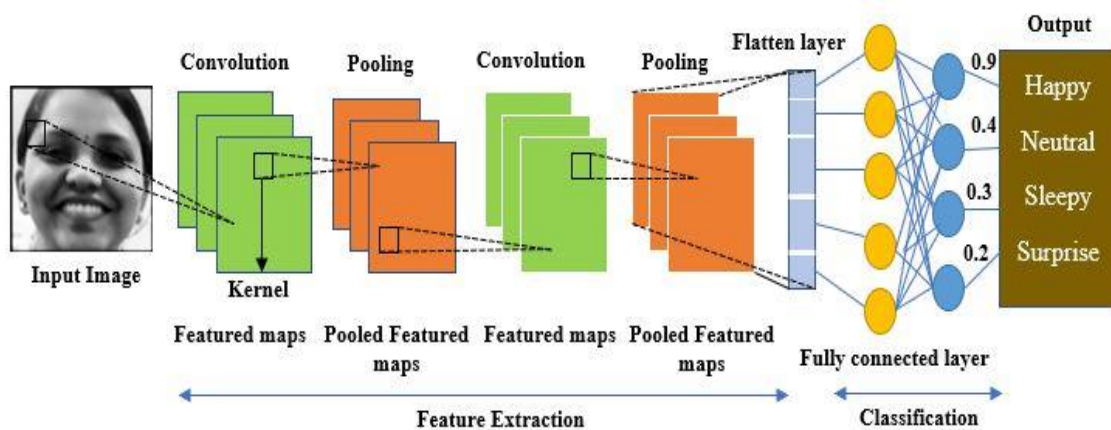 Output
Flatten layer
Convolution
Pooling
Convolution
Pooling
0.9
Happy
0.4
Neutral
0.3
Sleepy
0.2
Surprise
Input Image
Kernel
Featured maps
Pooled Featured
maps
Featured maps
Pooled Featured
maps
Fully connected layer
Feature Extraction
Classification